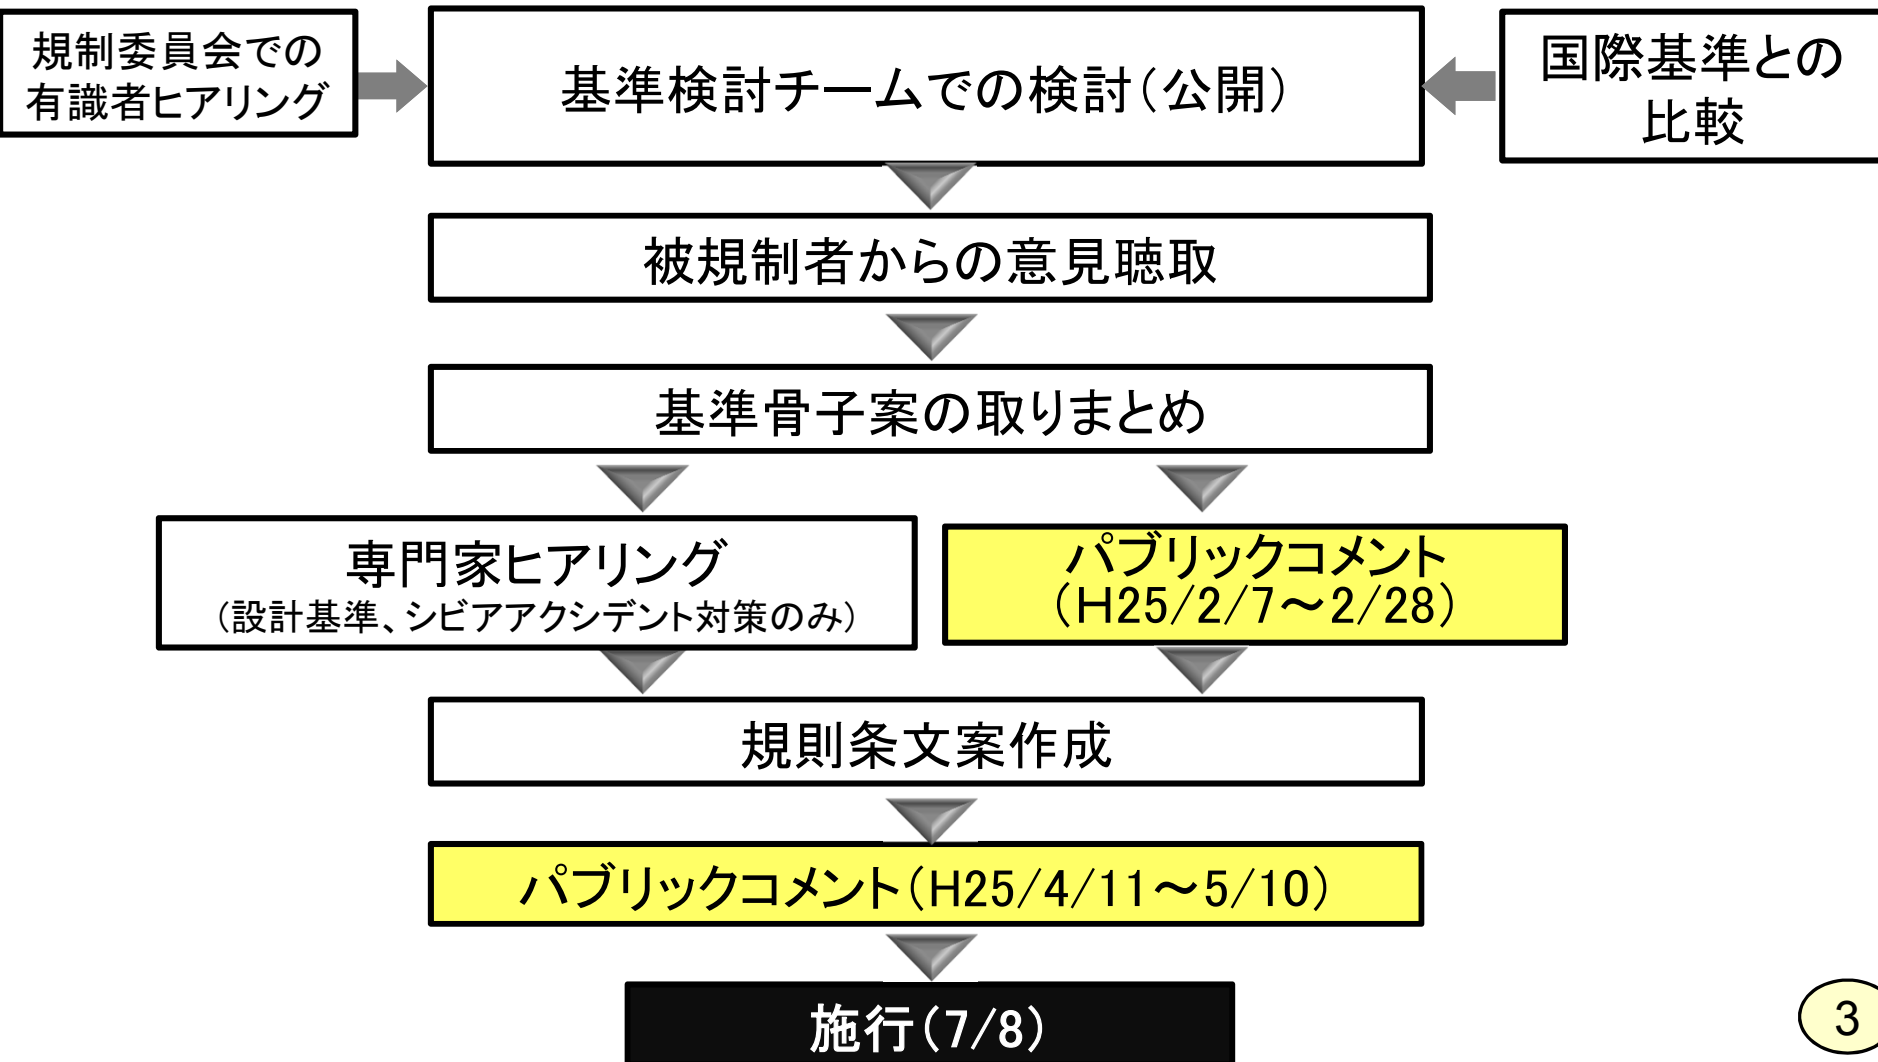 規制委員会での
有識者ヒアリング
基準検討チームでの検討（公開）
国際基準との
比較
被規制者からの意見聴取
基準骨子案の取りまとめ
専門家ヒアリング
（設計基準、シビアアクシデント対策のみ）
パブリックコメント
（H25/2/7～2/28）
規則条文案作成
パブリックコメント（H25/4/11～5/10）
施行（7/8）
3